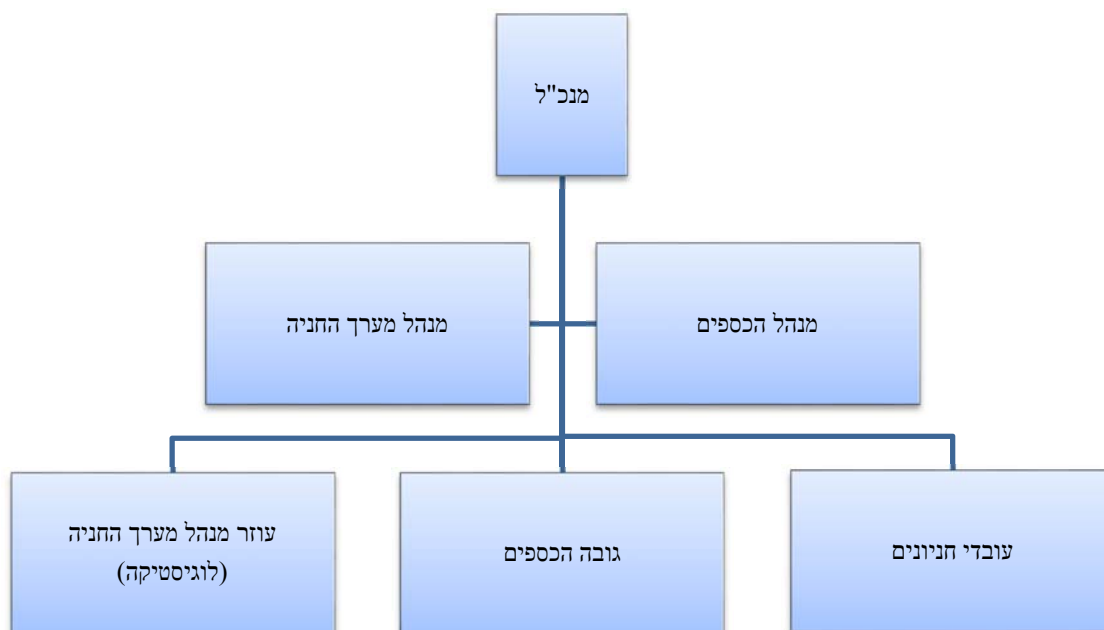 מנכ"ל
מנהל הכספים
מנהל מערך החניה
עובדי חניונים
גובה הכספים
עוזר מנהל מערך החניה
(לוגיסטיקה)